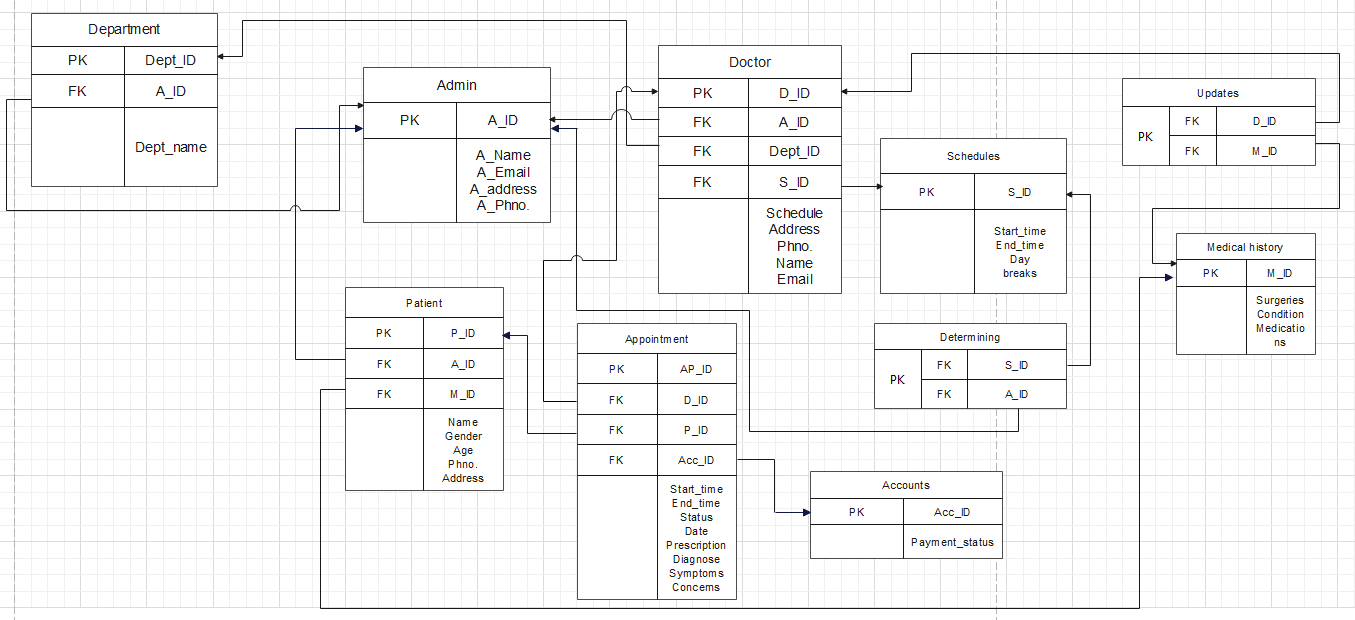 Department
PK Dept_ID
FK A_ID
Dept_name
Admin
PK A_ID
A_Name
A_Email
A_address
A_Phno.
Doctor
PK D_ID
FK A_ID
FK Dept_ID
FK S_ID
Schedule
Address
Phno.
Name
Email
Updates
PK
FK D_ID
FK M_ID
Schedules
PK S_ID
Start_time
End_time
Day
breaks
Medical history
PK M_ID
Surgeries
Condition
Medicatio
ns
Patient
PK P_ID
FK A_ID
FK M_ID
Name
Gender
Age
Phno.
Address
Appointment
PK AP_ID
FK D_ID
FK P_ID
FK Acc_ID
Start_time
End_time
Status
Date
Prescription
Diagnose
Symptoms
Concerns
Determining
PK
FK S_ID
FK A_ID
Accounts
PK Acc_ID
Payment_status